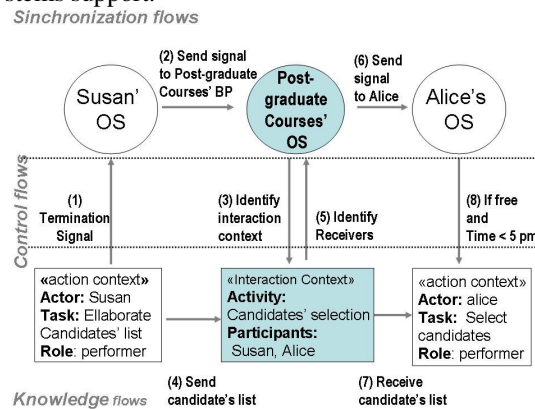 stems support.
Sinchronization flows
(2) Send signal
to Post-graduate
Courses' BP
(6) Send
signal
to Alice
Susan'
OS
Post-
graduate
Courses'
OS
Alice's
OS
Control flows
(1)
Termination
Signal
(3) Identify
interaction
context
(5) Identify
Receivers
(8) If free
and
Time < 5 pm
«action context»
Actor: Susan
Task: Ellaborate
Candidates' list
Role: performer
«Interaction Context»
Activity:
Candidates' selection
Participants:
Susan, Alice
«action context»
Actor: alice
Task: Select
candidates
Role: performer
(4) Send
candidate's list
(7) Receive
candidate's list
Knowledge flows